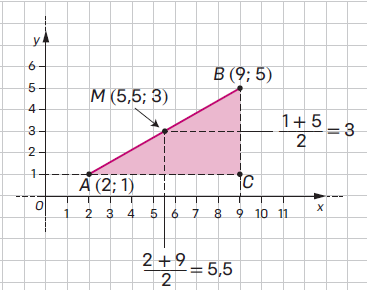 y
6
B (9; 5)
5
M (5,5; 3)
4
3
1 + 5
2
= 3
2
1
A (2; 1)
C
O
1 2 3 4 5 6 7 8 9 10 11
x
2 + 9
2
= 5,5